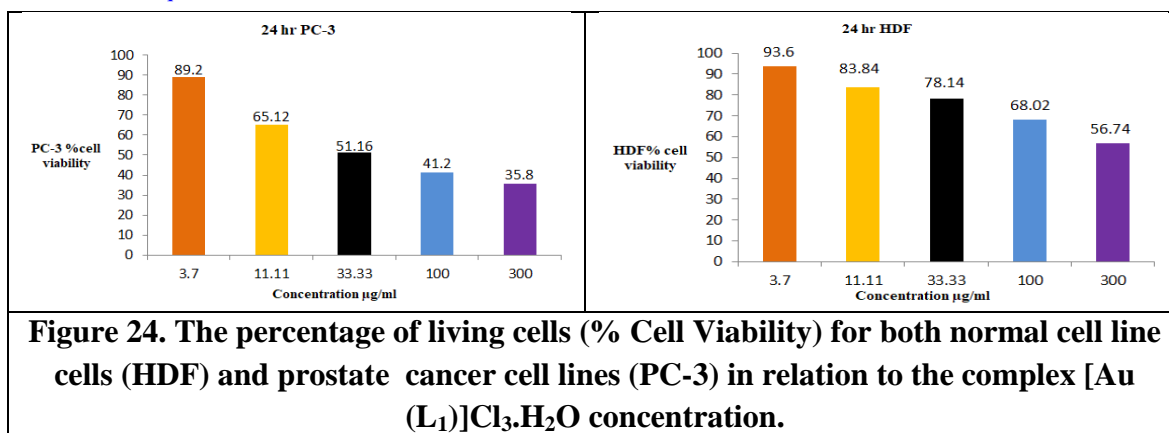 24 hr PC-3
100
90
80
70
60
50
40
30
20
10
0
PC-3 %cell
viability
89.2
65.12
51.16
41.2
35.8
3.7 11.11 33.33 100 300
Concentration µg/ml
24 hr HDF
100
90
80
70
60
50
40
30
20
10
0
HDF% cell
viability
93.6
83.84
78.14
68.02
56.74
3.7 11.11 33.33 100 300
Concentration µg/ml
Figure 24. The percentage of living cells (% Cell Viability) for both normal cell line
cells (HDF) and prostate cancer cell lines (PC-3) in relation to the complex [Au
(L₁)]Cl₃.H₂O concentration.